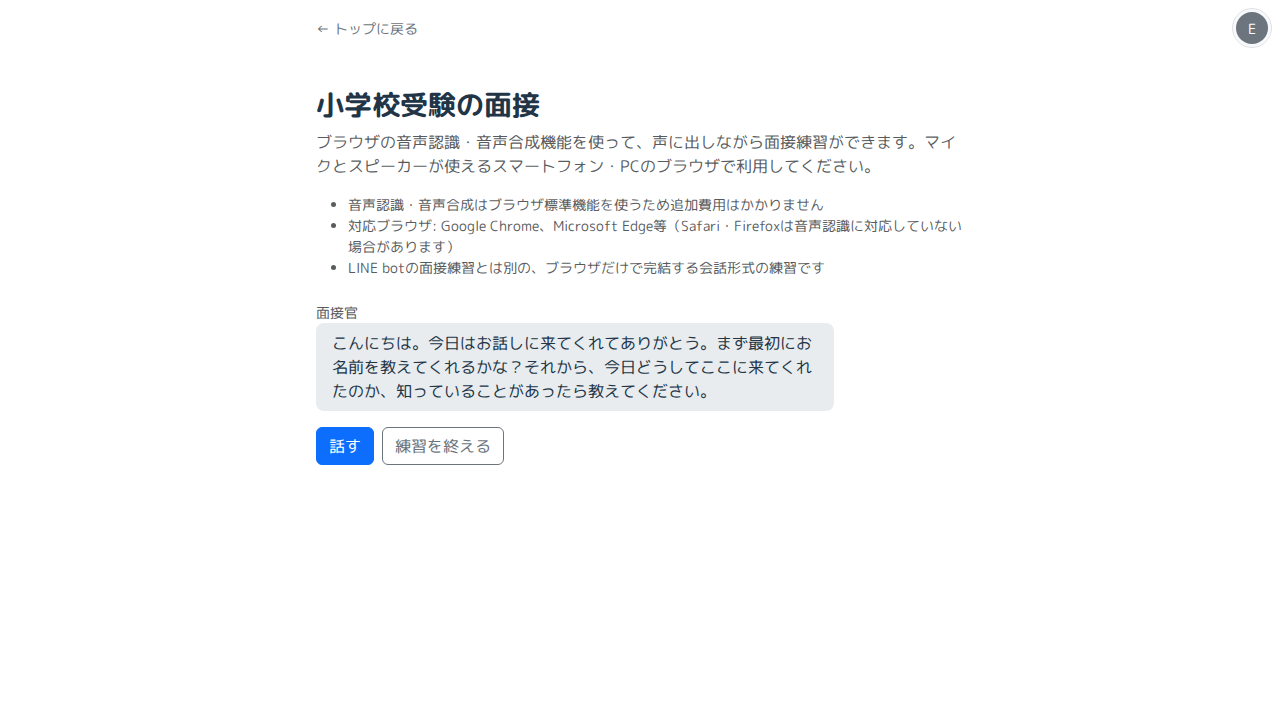 ← トップに戻る
E
小学校受験の面接
ブラウザの音声認識・音声合成機能を使って、声に出しながら面接練習ができます。マイ
クとスピーカーが使えるスマートフォン・PCのブラウザで利用してください。
音声認識・音声合成はブラウザ標準機能を使うため追加費用はかかりません
対応ブラウザ: Google Chrome、Microsoft Edge等（Safari・Firefoxは音声認識に対応していない
場合があります）
LINE botの面接練習とは別の、ブラウザだけで完結する会話形式の練習です
面接官
こんにちは。今日はお話しに来てくれてありがとう。まず最初にお
名前を教えてくれるかな？それから、今日どうしてここに来てくれ
たのか、知っていることがあったら教えてください。
話す
練習を終える